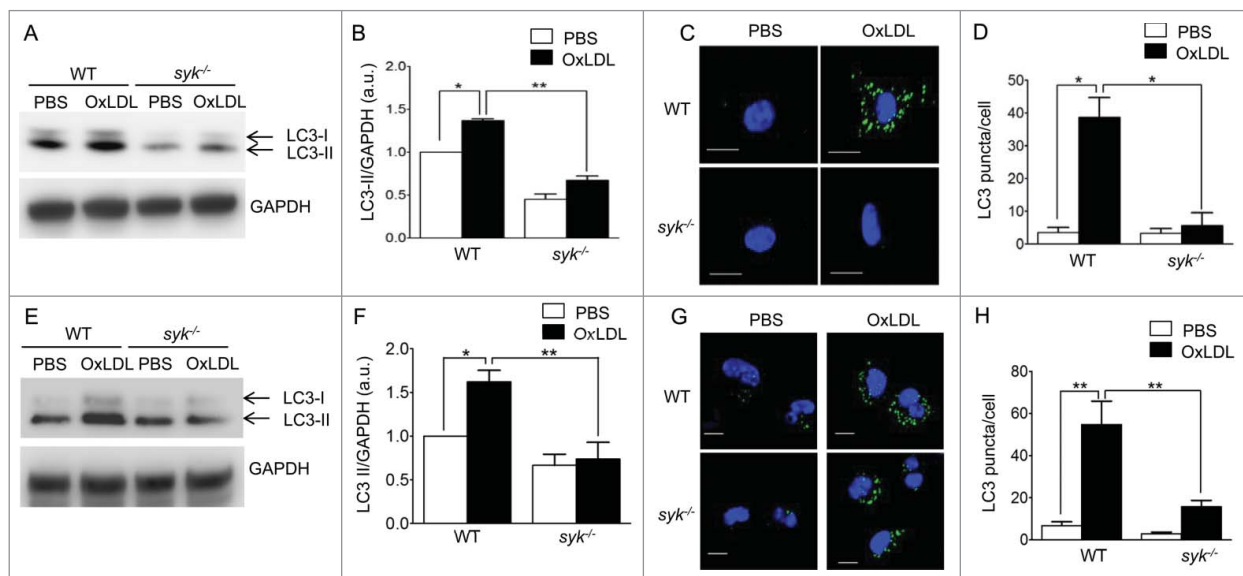 A
WT syk-/-
PBS OxLDL PBS OxLDL
LC3-I
LC3-II
GAPDH
B
PBS
OxLDL
LC3-II/GAPDH (a.u.)
2.0
1.5
1.0
0.5
0.0
* **
WT syk-/-
C
PBS OxLDL
WT
syk-/-
D
PBS
OxLDL
LC3 puncta/cell
50
40
30
20
10
0
* *
WT syk-/-
E
WT syk-/-
PBS OxLDL PBS OxLDL
LC3-I
LC3-II
GAPDH
F
PBS
OxLDL
LC3 II/GAPDH (a.u.)
2.0
1.5
1.0
0.5
0.0
* **
WT syk-/-
G
PBS OxLDL
WT
syk-/-
H
PBS
OxLDL
LC3 puncta/cell
80
60
40
20
0
** **
WT syk-/-